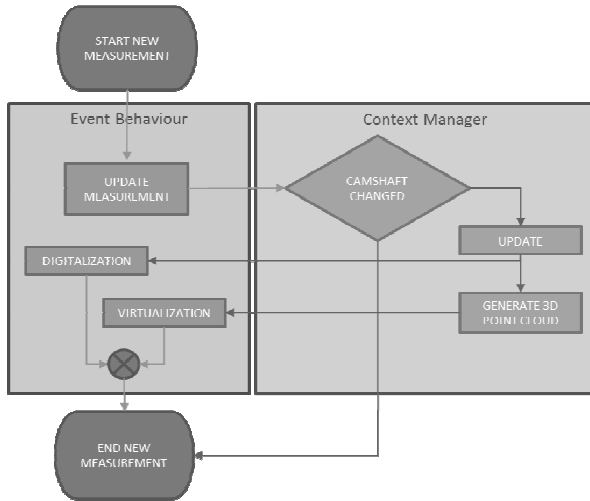 START NEW
MEASUREMENT
Event Behaviour
Context Manager
UPDATE
MEASUREMENT
CAMSHAFT
CHANGED
UPDATE
DIGITALIZATION
GENERATE 3D
POINT CLOUD
VIRTUALIZATION
END NEW
MEASUREMENT